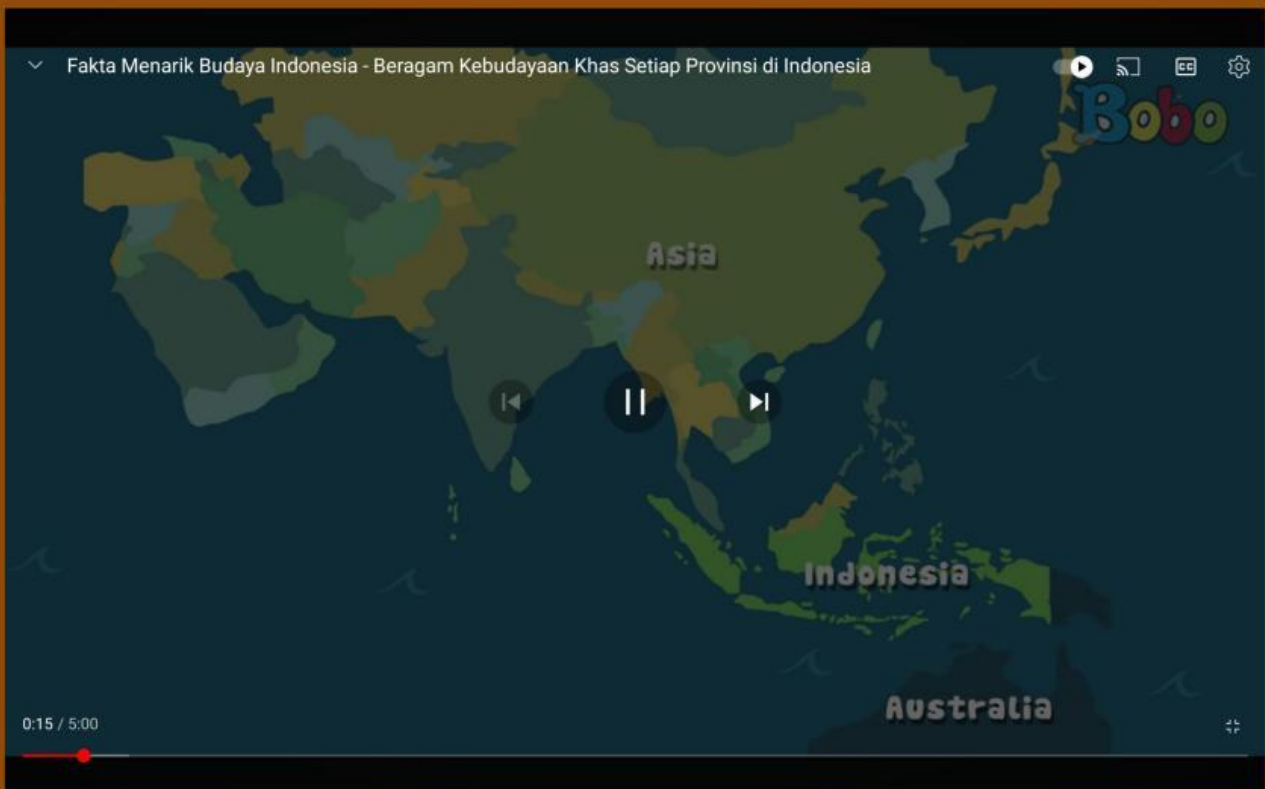 Fakta Menarik Budaya Indonesia - Beragam Kebudayaan Khas Setiap Provinsi di Indonesia
CC
Bobo
Asia
Indonesia
Australia
0:15 / 5:00